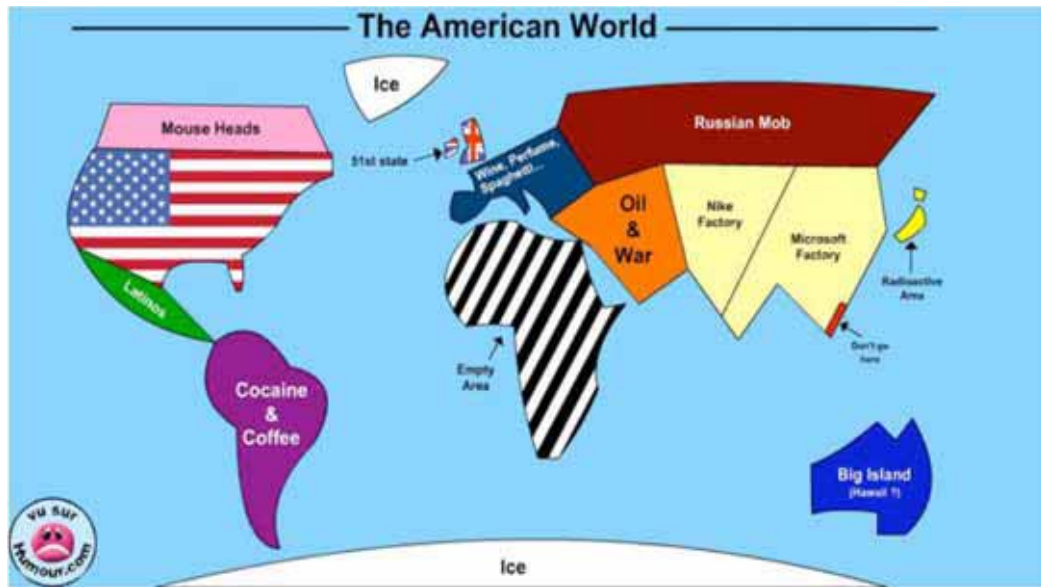 The American World
Ice
Mouse Heads
Russian Mob
51st state
Wine, Perfume,
Spaghetti...
Oil
&
War
Nike
Factory
Microsoft
Factory
Latinos
Radioactive
Area
Don't go
here
Empty
Area
Cocaine
&
Coffee
Big Island
(Hawaii ?)
vu sur
Humour.com
Ice